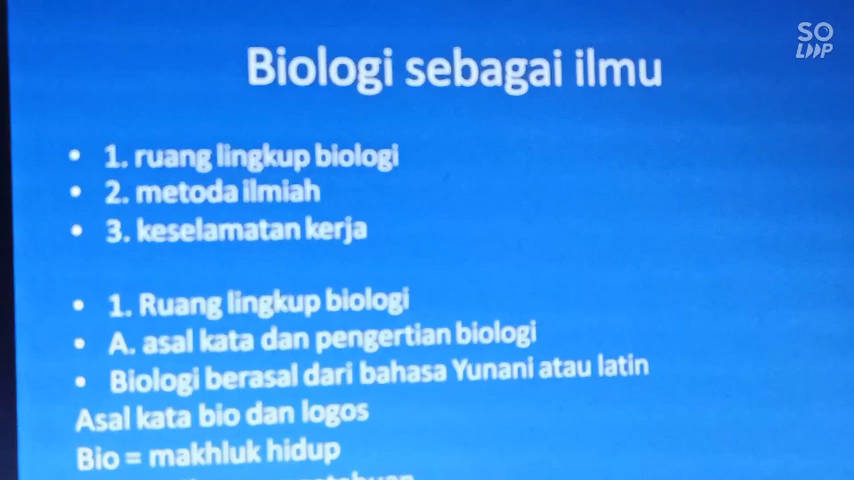 SO
LOOP
Biologi sebagai ilmu
• 1. ruang lingkup biologi
• 2. metoda ilmiah
• 3. keselamatan kerja
• 1. Ruang lingkup biologi
• A. asal kata dan pengertian biologi
• Biologi berasal dari bahasa Yunani atau latin
Asal kata bio dan logos
Bio = makhluk hidup